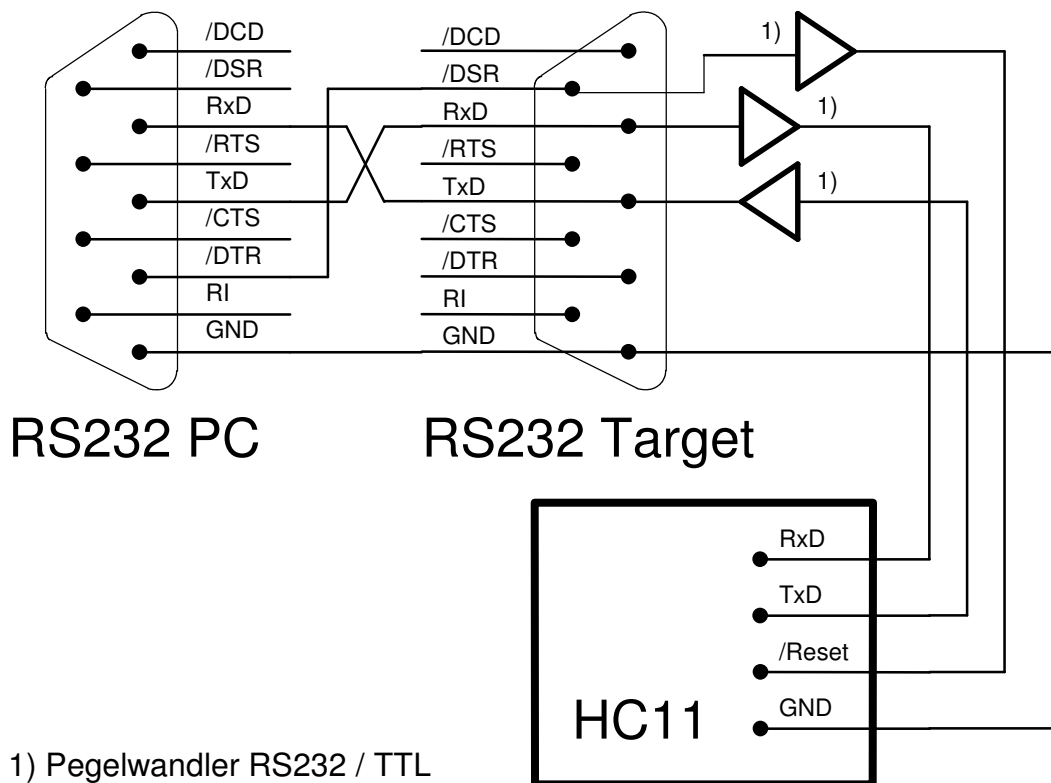 /DCD
/DSR
RxD
/RTS
TxD
/CTS
/DTR
RI
GND
/DCD
/DSR
RxD
/RTS
TxD
/CTS
/DTR
RI
GND
1)
1)
1)
RS232 PC
RS232 Target
RxD
TxD
/Reset
GND
HC11
1) Pegelwandler RS232 / TTL